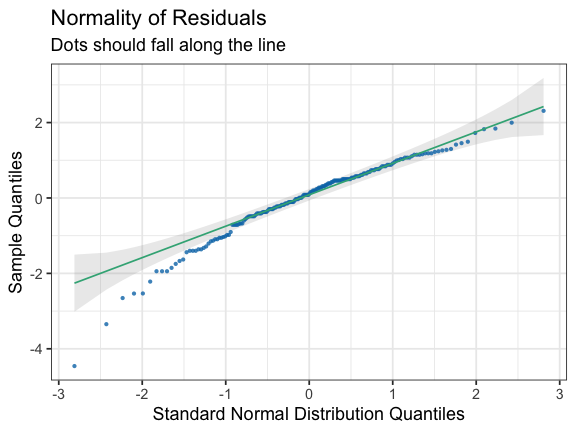 Normality of Residuals
Dots should fall along the line
Sample Quantiles
2
0
-2
-4
-3
-2
-1
0
1
2
3
Standard Normal Distribution Quantiles